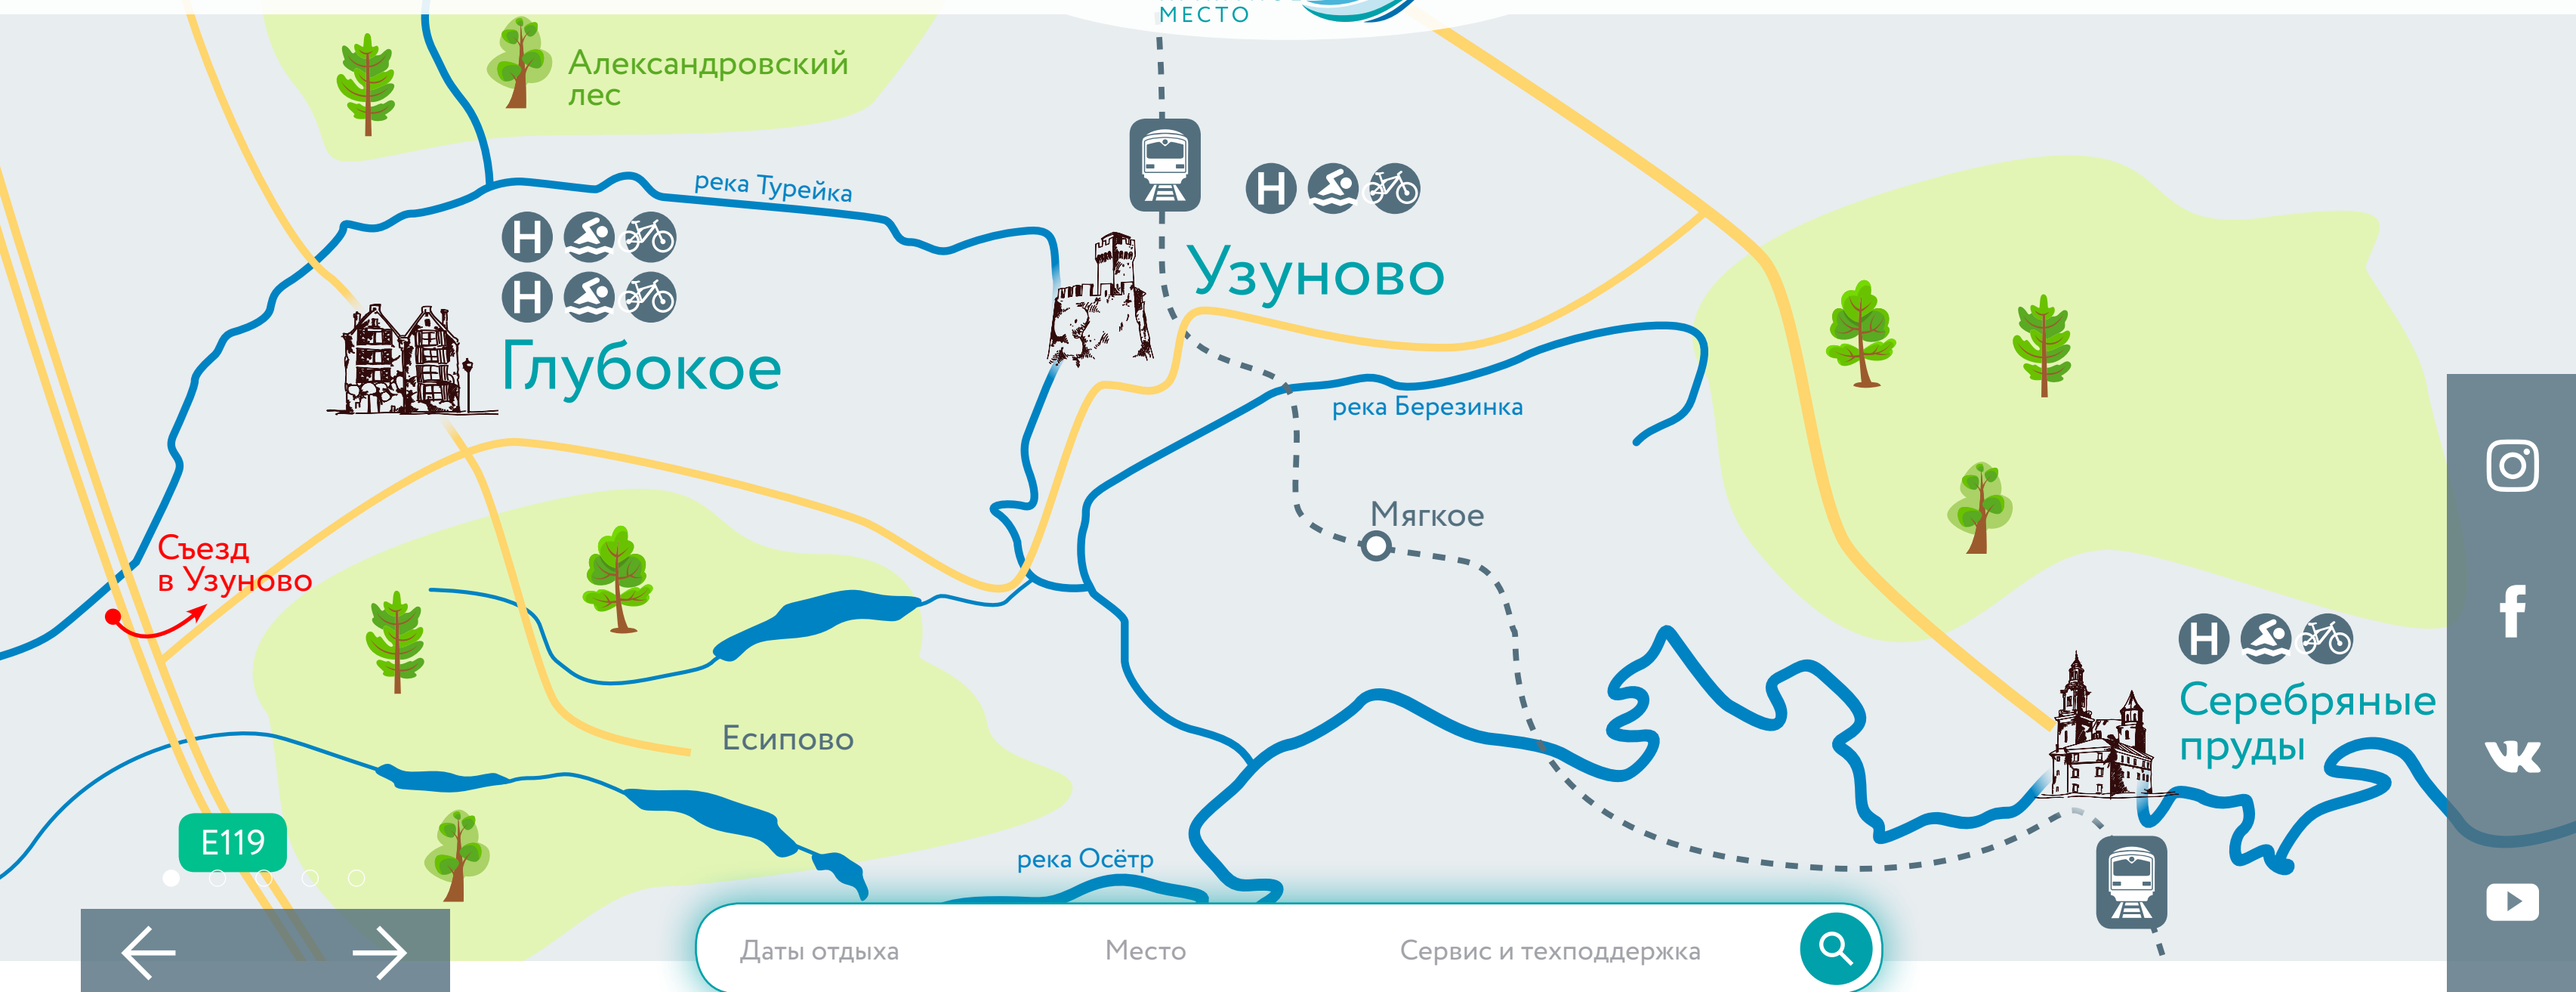 МЕСТО
Александровский
лес
река Турейка
Узуново
Глубокое
река Березинка
Мягкое
Съезд
в Узуново
Серебряные
пруды
Есипово
E119
река Осётр
Даты отдыха
Место
Сервис и техподдержка